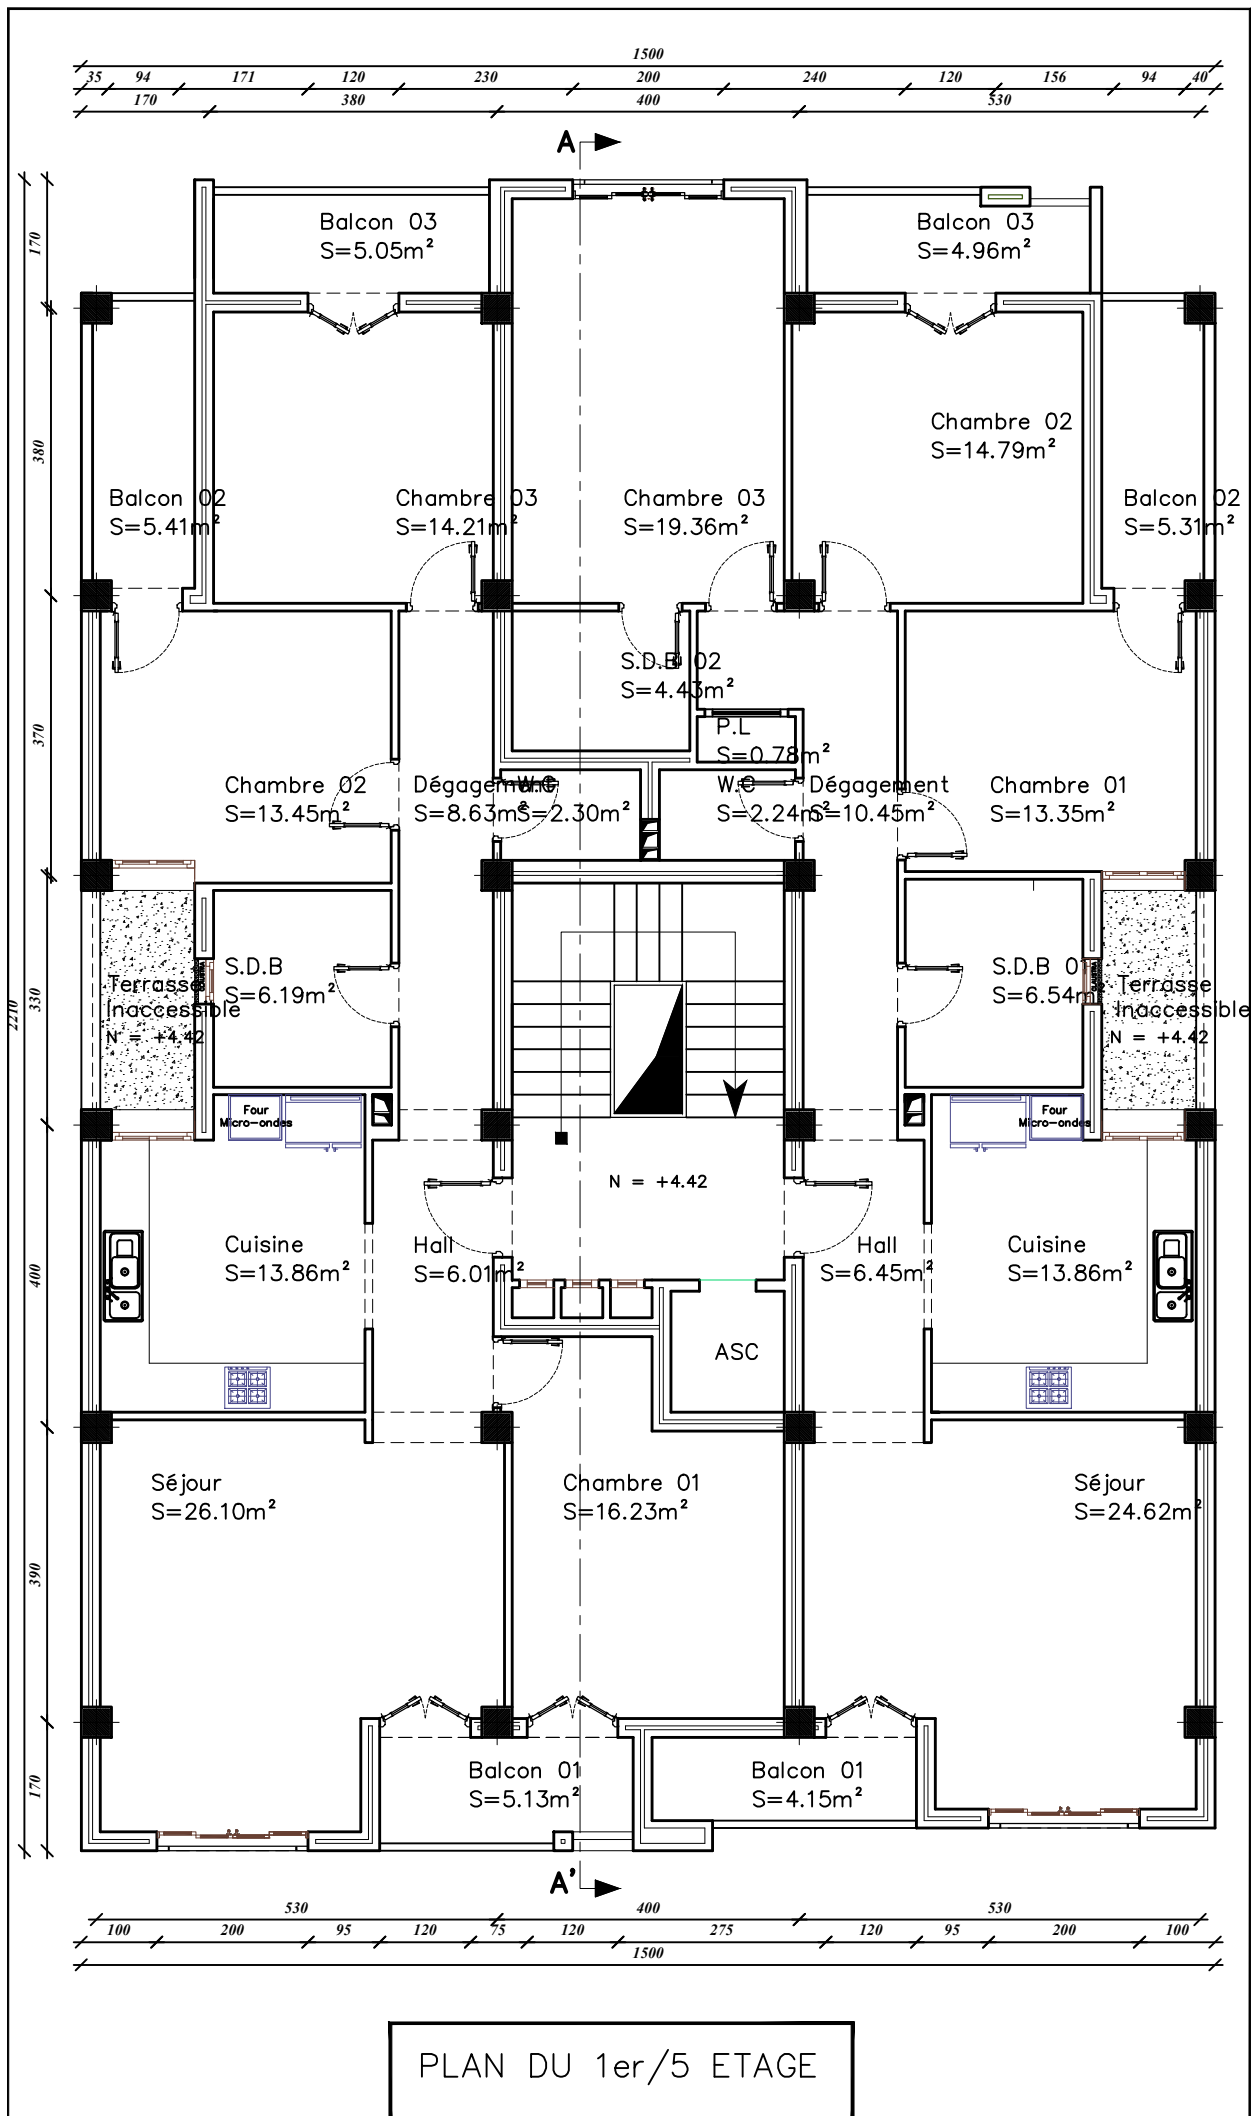 1500
35 94 171 120 230 200 240 120 156 94 40
170 380 400 530
A
Balcon 03
S=5.05m²
Balcon 03
S=4.96m²
170
Chambre 02
S=14.79m²
380
Balcon 02
S=5.41m²
Chambre 03
S=14.21m²
Chambre 03
S=19.36m²
Balcon 02
S=5.31m²
S.D.B 02
S=4.43m²
370
P.L
S=0.78m²
Chambre 02
S=13.45m²
Dégagement
S=8.63m²
W.C
S=2.30m²
W.C
S=2.24m²
Dégagement
S=10.45m²
Chambre 01
S=13.35m²
2210
330
Terrasse
Inaccessible
N = +4.42
S.D.B
S=6.19m²
S.D.B 01
S=6.54m²
Terrasse
Inaccessible
N = +4.42
Four
Micro-ondes
Four
Micro-ondes
N = +4.42
400
Cuisine
S=13.86m²
Hall
S=6.01m²
Hall
S=6.45m²
Cuisine
S=13.86m²
ASC
Séjour
S=26.10m²
Chambre 01
S=16.23m²
Séjour
S=24.62m²
390
Balcon 01
S=5.13m²
Balcon 01
S=4.15m²
170
A'
530 400 530
100 200 95 120 75 120 275 120 95 200 100
1500
PLAN DU 1er/5 ETAGE